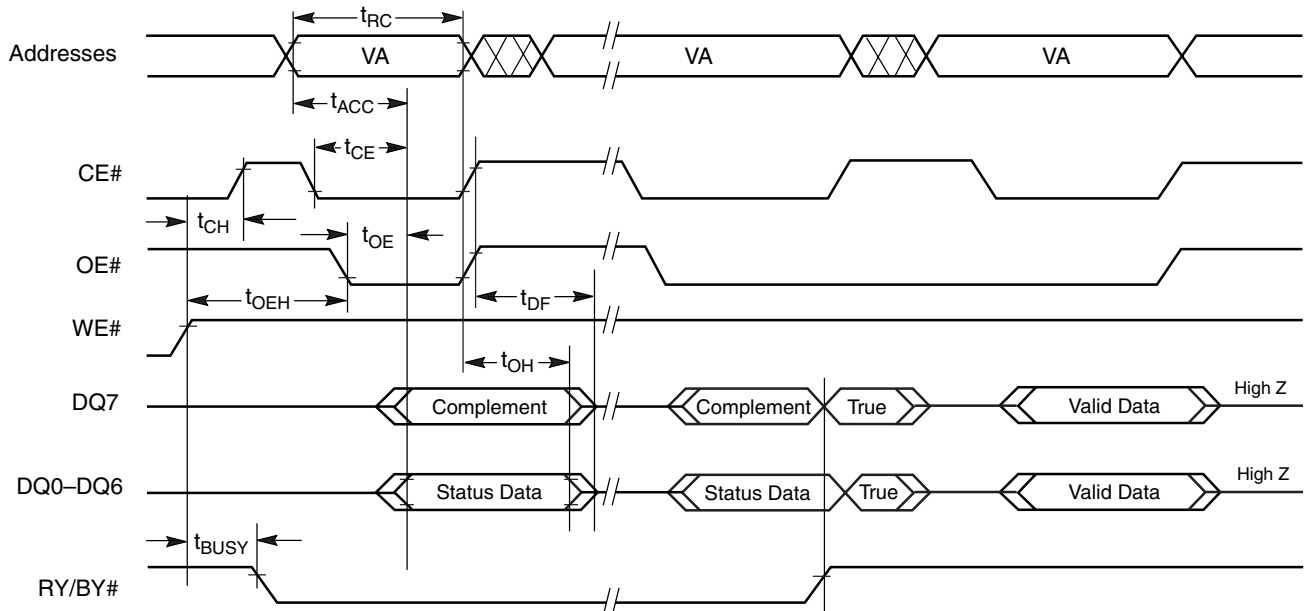 tRC
Addresses VA VA VA
tACC
tCE
CE#
tCH tOE
OE#
tOEH tDF
WE#
tOH
DQ7 Complement Complement True Valid Data High Z
DQ0–DQ6 Status Data Status Data True Valid Data High Z
tBUSY
RY/BY#